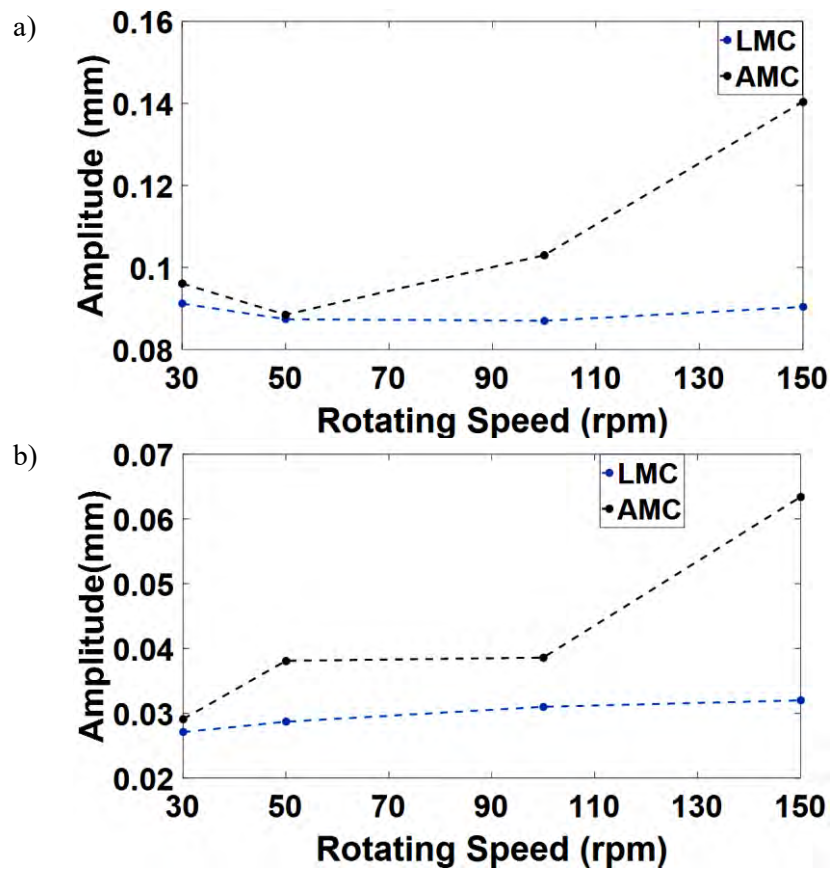 a)
0.16
0.14
0.12
0.1
0.08
Amplitude (mm)
LMC
AMC
30 50 70 90 110 130 150
Rotating Speed (rpm)
b)
0.07
0.06
0.05
0.04
0.03
0.02
Amplitude(mm)
LMC
AMC
30 50 70 90 110 130 150
Rotating Speed (rpm)